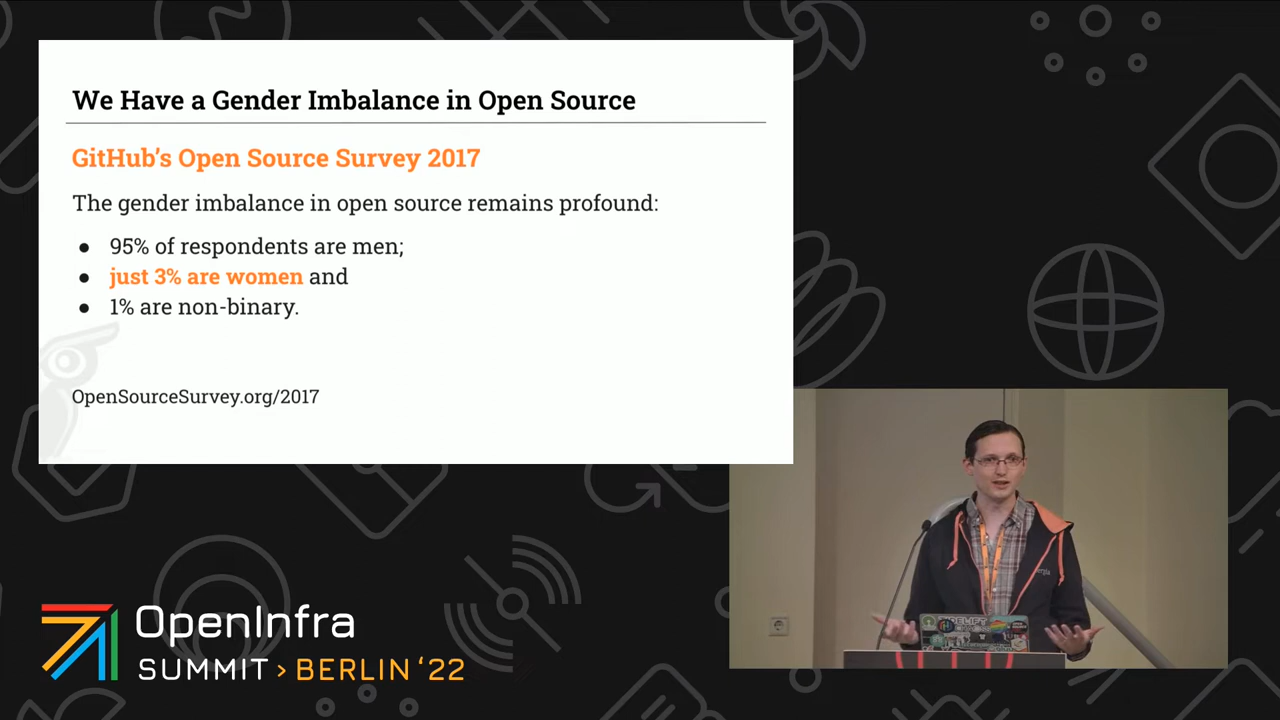 We Have a Gender Imbalance in Open Source
GitHub's Open Source Survey 2017
The gender imbalance in open source remains profound:
● 95% of respondents are men;
● just 3% are women and
● 1% are non-binary.
OpenSourceSurvey.org/2017
OpenInfra
SUMMIT > BERLIN ‘22